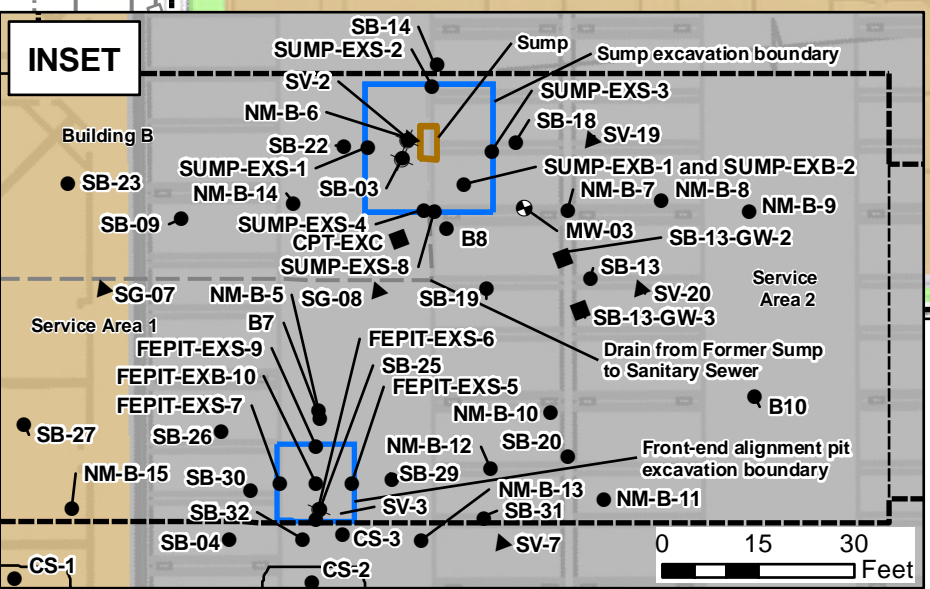 INSET
SB-14
SUMP-EXS-2
Sump
Sump excavation boundary
SV-2
SUMP-EXS-3
NM-B-6
SB-18
SV-19
Building B
SB-22
SUMP-EXS-1
SUMP-EXB-1 and SUMP-EXB-2
SB-23
SB-03
NM-B-14
NM-B-7
NM-B-8
NM-B-9
SB-09
SUMP-EXS-4
MW-03
CPT-EXC
B8
SB-13-GW-2
SUMP-EXS-8
SB-13
SG-07
NM-B-5
SG-08
SB-19
SV-20
Service
Area 2
Service Area 1
B7
SB-13-GW-3
FEPIT-EXS-9
FEPIT-EXS-6
Drain from Former Sump
to Sanitary Sewer
FEPIT-EXB-10
SB-25
FEPIT-EXS-5
FEPIT-EXS-7
NM-B-10
B10
SB-27
SB-26
NM-B-12
SB-20
Front-end alignment pit
excavation boundary
NM-B-15
SB-30
SB-29
NM-B-13
NM-B-11
SV-3
SB-32
SB-31
SB-04
CS-3
SV-7
CS-1
CS-2
0 15 30
Feet